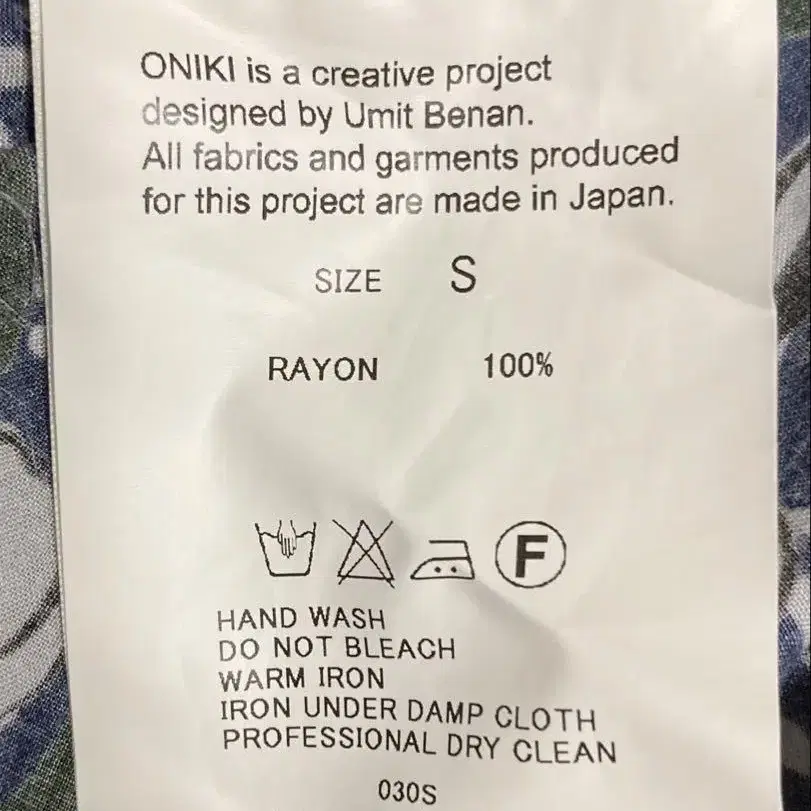 ONIKI is a creative project
designed by Umit Benan.
All fabrics and garments produced
for this project are made in Japan.
SIZE S
RAYON 100%
F
HAND WASH
DO NOT BLEACH
WARM IRON
IRON UNDER DAMP CLOTH
PROFESSIONAL DRY CLEAN
030S